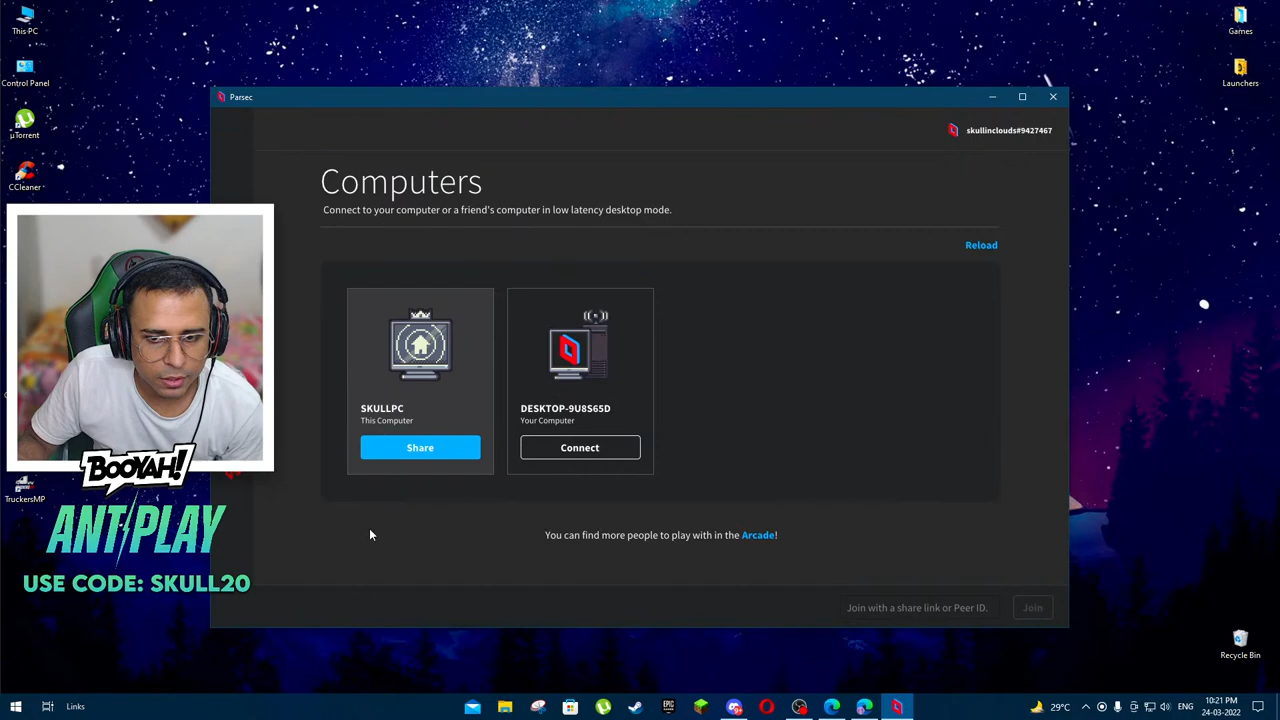 This PC
Control Panel
µTorrent
CCleaner
TruckersMP
Games
Launchers
Recycle Bin
Parsec
skullinclouds#9427467
Computers
Connect to your computer or a friend's computer in low latency desktop mode.
Reload
SKULLPC
This Computer
Share
DESKTOP-9U8S65D
Your Computer
Connect
You can find more people to play with in the Arcade!
Join with a share link or Peer ID.
Join
BOOYAH!
ANTPLAY
USE CODE: SKULL20
Links
29°C
ENG
10:21 PM
24-03-2022
EPIC GAMES